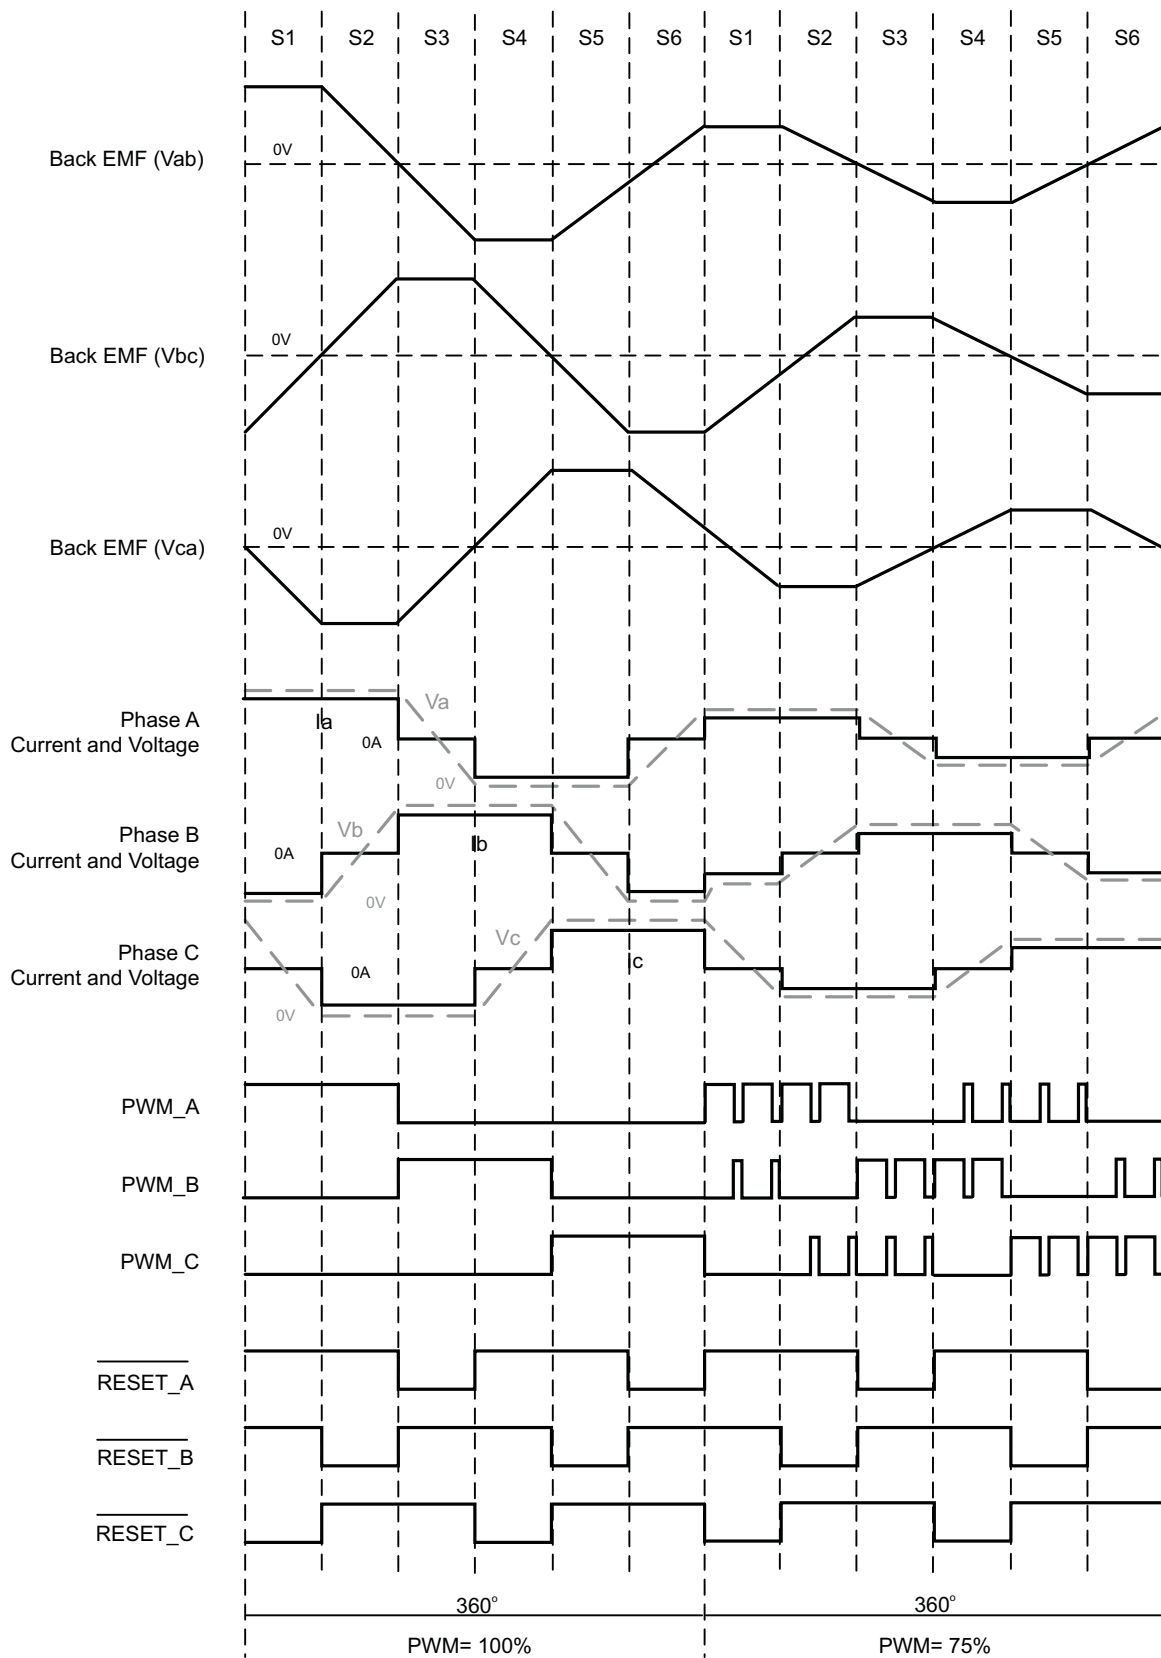 S1 S2 S3 S4 S5 S6 S1 S2 S3 S4 S5 S6
Back EMF (Vab)
0V
Back EMF (Vbc)
0V
Back EMF (Vca)
0V
Phase A
Current and Voltage
Ia
0A
Va
0V
Phase B
Current and Voltage
0A
Vb
0V
Ib
Phase C
Current and Voltage
0V
0A
Vc
Ic
PWM_A
PWM_B
PWM_C
RESET_A
RESET_B
RESET_C
360° 360°
PWM= 100% PWM= 75%